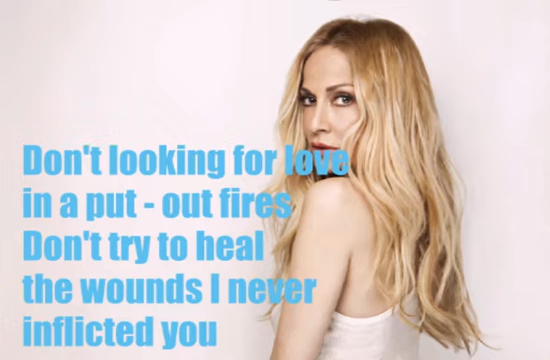 Don't looking for love
in a put - out fires
Don't try to heal
the wounds I never
inflicted you